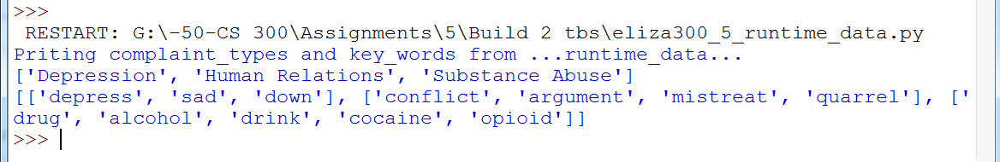 >>>
 RESTART: G:\-50-CS 300\Assignments\5\Build 2 tbs\eliza300_5_runtime_data.py
Priting complaint_types and key_words from ...runtime_data...
['Depression', 'Human Relations', 'Substance Abuse']
[['depress', 'sad', 'down'], ['conflict', 'argument', 'mistreat', 'quarrel'], ['
drug', 'alcohol', 'drink', 'cocaine', 'opioid']]
>>>